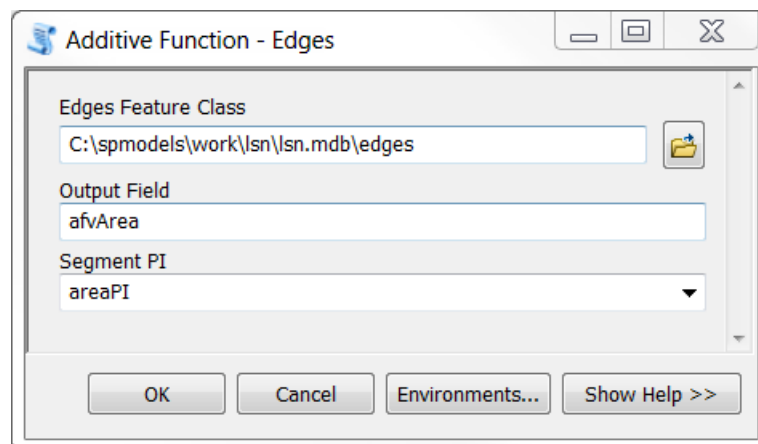 Additive Function - Edges
Edges Feature Class
C:\spmodels\work\lsn\lsn.mdb\edges
Output Field
afvArea
Segment PI
areaPI
OK Cancel Environments... Show Help >>